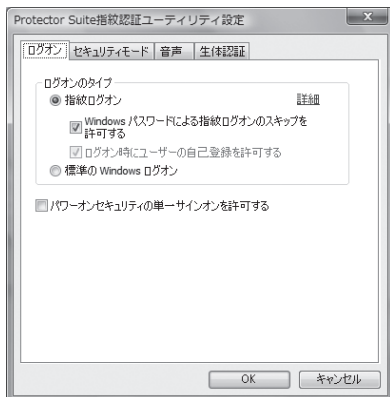 Protector Suite指紋認証ユーティリティ設定
ログオン セキュリティモード 音声 生体認証
ログオンのタイプ
指紋ログオン 詳細
Windows パスワードによる指紋ログオンのスキップを
許可する
ログオン時にユーザーの自己登録を許可する
標準の Windows ログオン
パワーオンセキュリティの単一サインオンを許可する
OK キャンセル